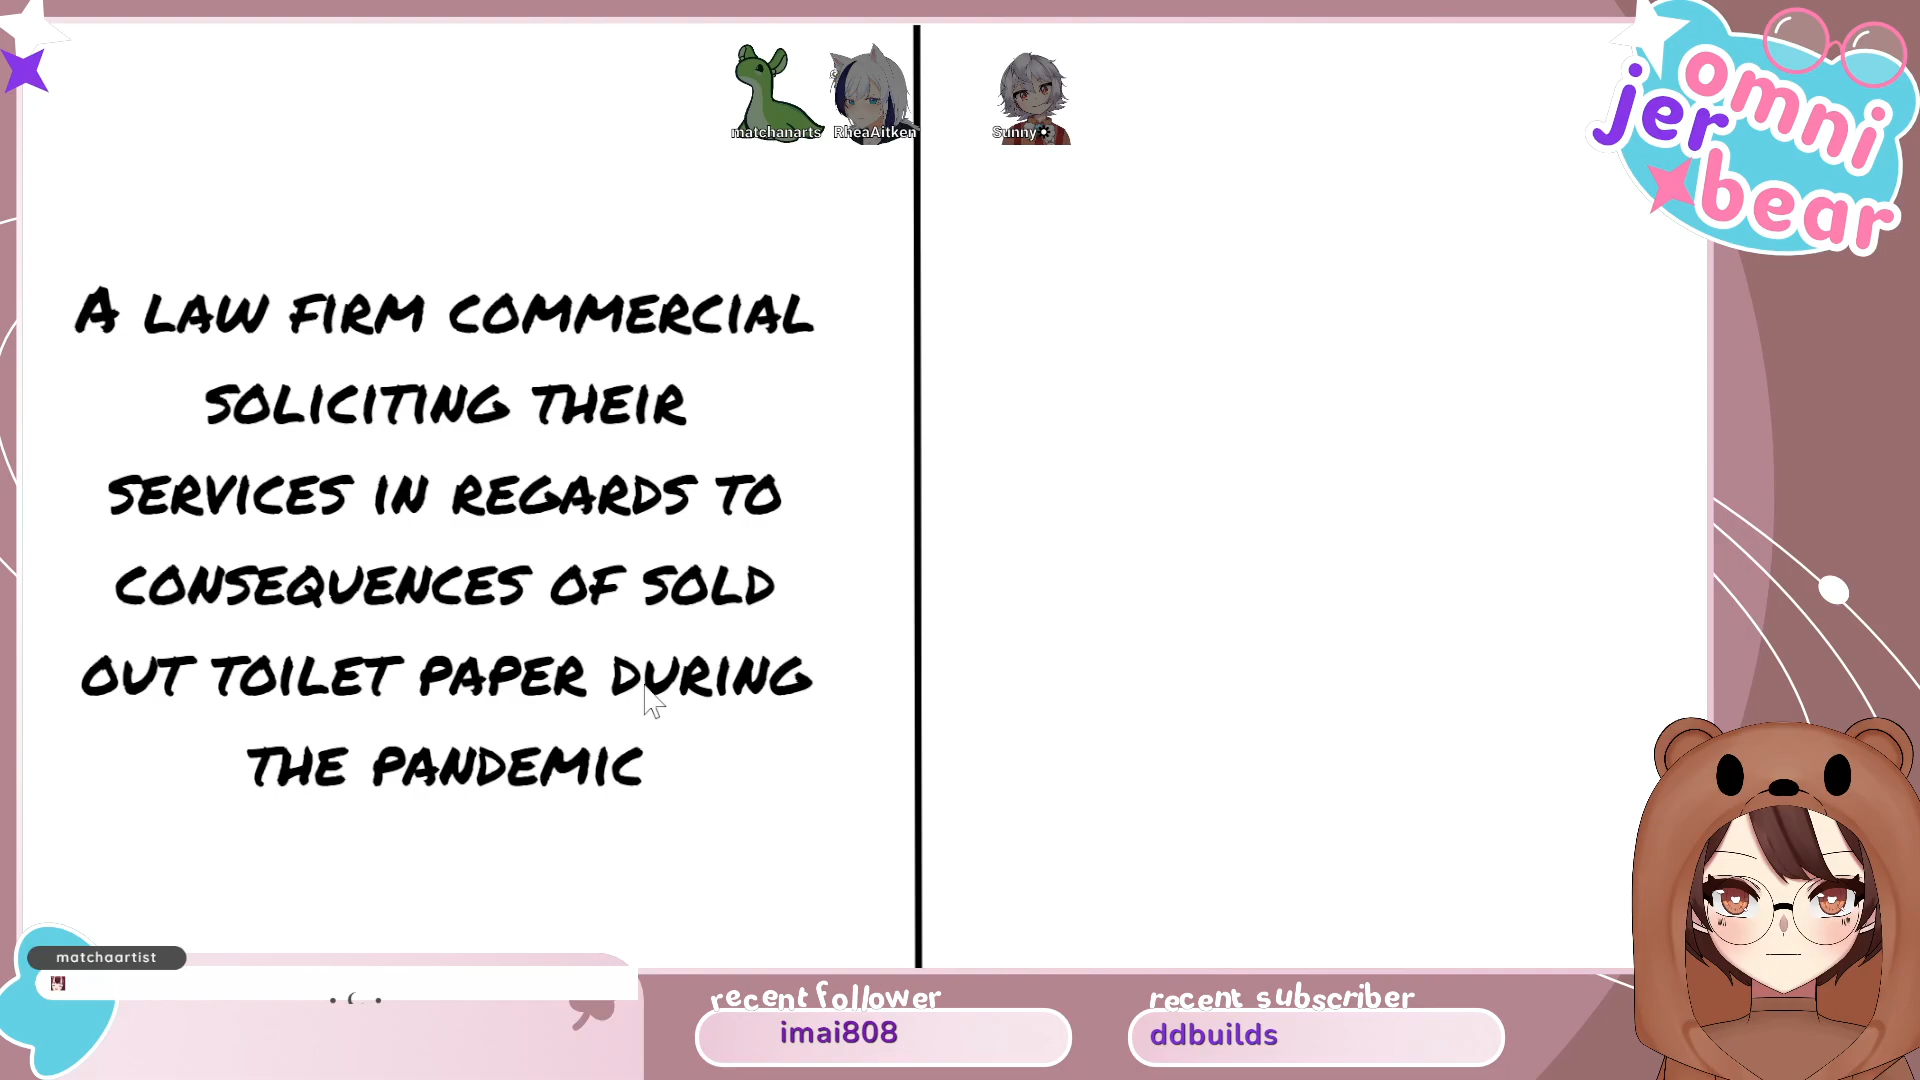 omni
jer
bear
matchanarts
RheaAitken
Sunny
A LAW FIRM COMMERCIAL
SOLICITING THEIR
SERVICES IN REGARDS TO
CONSEQUENCES OF SOLD
OUT TOILET PAPER DURING
THE PANDEMIC
matchaartist
recent follower
imai808
recent subscriber
ddbuilds